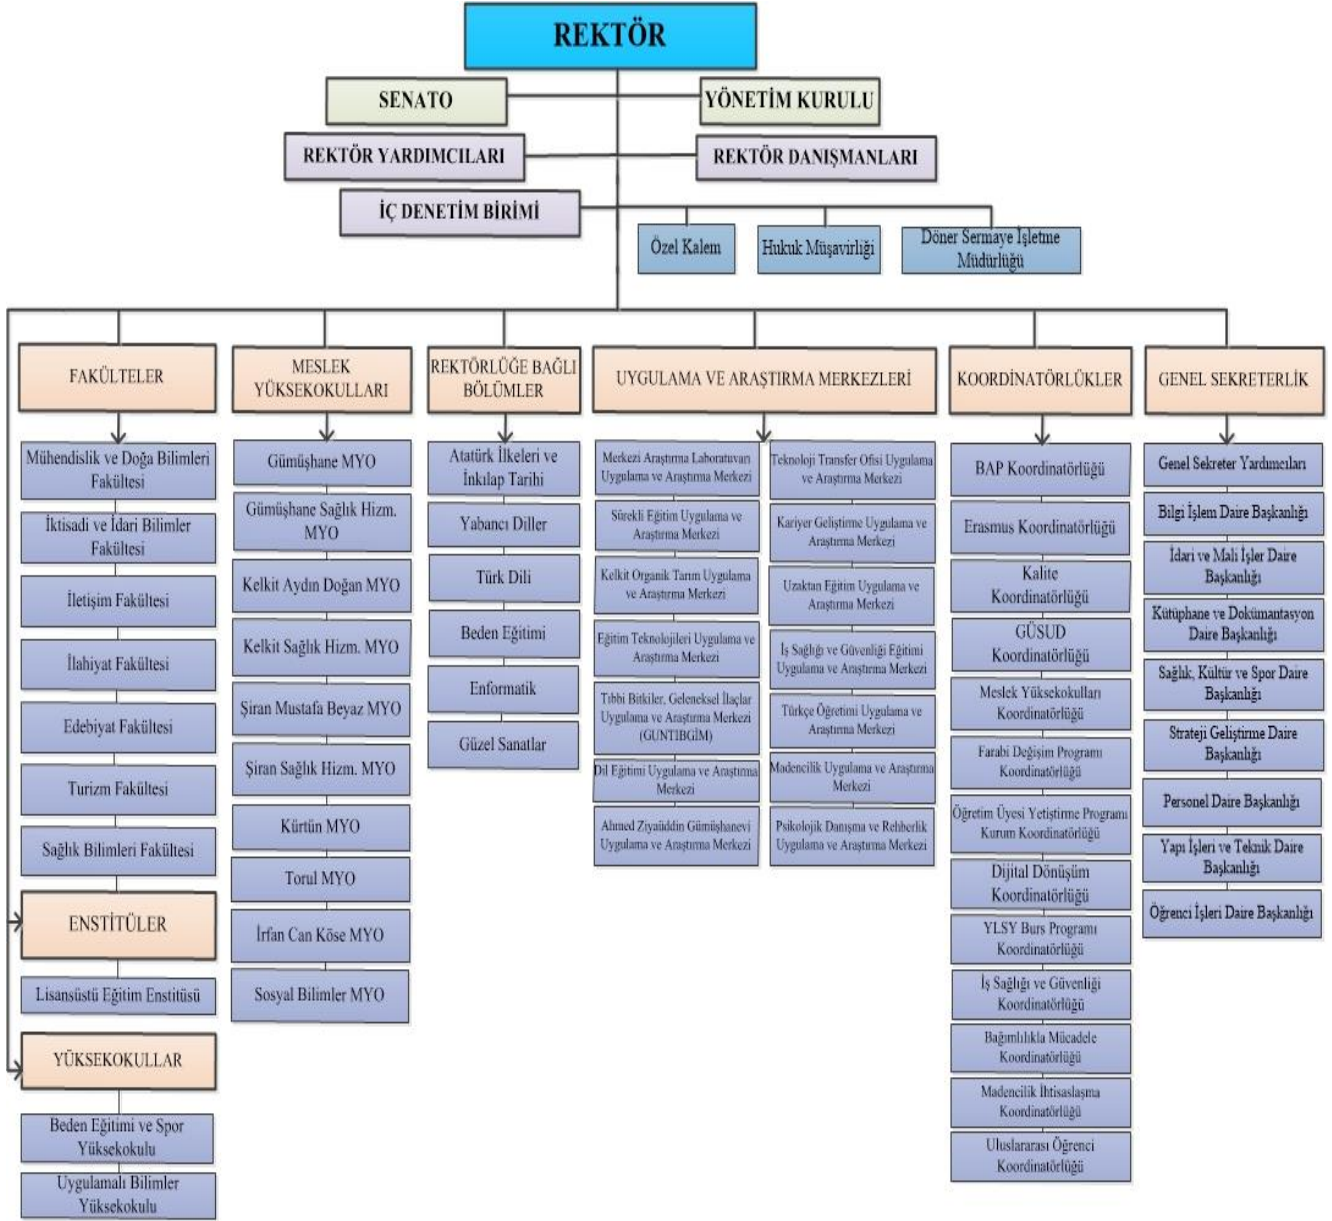 REKTÖR
SENATO
YÖNETİM KURULU
REKTÖR YARDIMCILARI
REKTÖR DANIŞMANLARI
İÇ DENETİM BİRİMİ
Özel Kalem
Hukuk Müşavirliği
Döner Sermaye İşletme
Müdürlüğü
FAKÜLTELER
Mühendislik ve Doğa Bilimleri
Fakültesi
İktisadi ve İdari Bilimler
Fakültesi
İletişim Fakültesi
İlahiyat Fakültesi
Edebiyat Fakültesi
Turizm Fakültesi
Sağlık Bilimleri Fakültesi
ENSTİTÜLER
Lisansüstü Eğitim Enstitüsü
YÜKSEKOKULLAR
Beden Eğitimi ve Spor
Yüksekokulu
Uygulamalı Bilimler
Yüksekokulu
MESLEK
YÜKSEKOKULLARI
Gümüşhane MYO
Gümüşhane Sağlık Hizm.
MYO
Kelkit Aydın Doğan MYO
Kelkit Sağlık Hizm. MYO
Şiran Mustafa Beyaz MYO
Şiran Sağlık Hizm. MYO
Kürtün MYO
Torul MYO
İrfan Can Köse MYO
Sosyal Bilimler MYO
REKTÖRLÜĞE BAĞLI
BÖLÜMLER
Atatürk İlkeleri ve
İnkılap Tarihi
Yabancı Diller
Türk Dili
Beden Eğitimi
Enformatik
Güzel Sanatlar
UYGULAMA VE ARAŞTIRMA MERKEZLERİ
Merkezi Araştırma Laboratuvarı
Uygulama ve Araştırma Merkezi
Sürekli Eğitim Uygulama ve
Araştırma Merkezi
Kelkit Organik Tarım Uygulama
ve Araştırma Merkezi
Eğitim Teknolojileri Uygulama ve
Araştırma Merkezi
Tıbbi Bitkiler, Geleneksel İlaçlar
Uygulama ve Araştırma Merkezi
(GUNTIBGİM)
Dil Eğitimi Uygulama ve Araştırma
Merkezi
Ahmed Ziyaüddin Gümüşhanevi
Uygulama ve Araştırma Merkezi
Teknoloji Transfer Ofisi Uygulama
ve Araştırma Merkezi
Kariyer Geliştirme Uygulama ve
Araştırma Merkezi
Uzaktan Eğitim Uygulama ve
Araştırma Merkezi
İş Sağlığı ve Güvenliği Eğitimi
Uygulama ve Araştırma Merkezi
Türkçe Öğretimi Uygulama ve
Araştırma Merkezi
Madencilik Uygulama ve Araştırma
Merkezi
Psikolojik Danışma ve Rehberlik
Uygulama ve Araştırma Merkezi
KOORDİNATÖRLÜKLER
BAP Koordinatörlüğü
Erasmus Koordinatörlüğü
Kalite
Koordinatörlüğü
GÜSUD
Koordinatörlüğü
Meslek Yüksekokulları
Koordinatörlüğü
Farabi Değişim Programı
Koordinatörlüğü
Öğretim Üyesi Yetiştirme Programı
Kurum Koordinatörlüğü
Dijital Dönüşüm
Koordinatörlüğü
YLSY Burs Programı
Koordinatörlüğü
İş Sağlığı ve Güvenliği
Koordinatörlüğü
Bağımlılıkla Mücadele
Koordinatörlüğü
Madencilik İhtisaslaşma
Koordinatörlüğü
Uluslararası Öğrenci
Koordinatörlüğü
GENEL SEKRETERLİK
Genel Sekreter Yardımcıları
Bilgi İşlem Daire Başkanlığı
İdari ve Mali İşler Daire
Başkanlığı
Kütüphane ve Dokümantasyon
Daire Başkanlığı
Sağlık, Kültür ve Spor Daire
Başkanlığı
Strateji Geliştirme Daire
Başkanlığı
Personel Daire Başkanlığı
Yapı İşleri ve Teknik Daire
Başkanlığı
Öğrenci İşleri Daire Başkanlığı